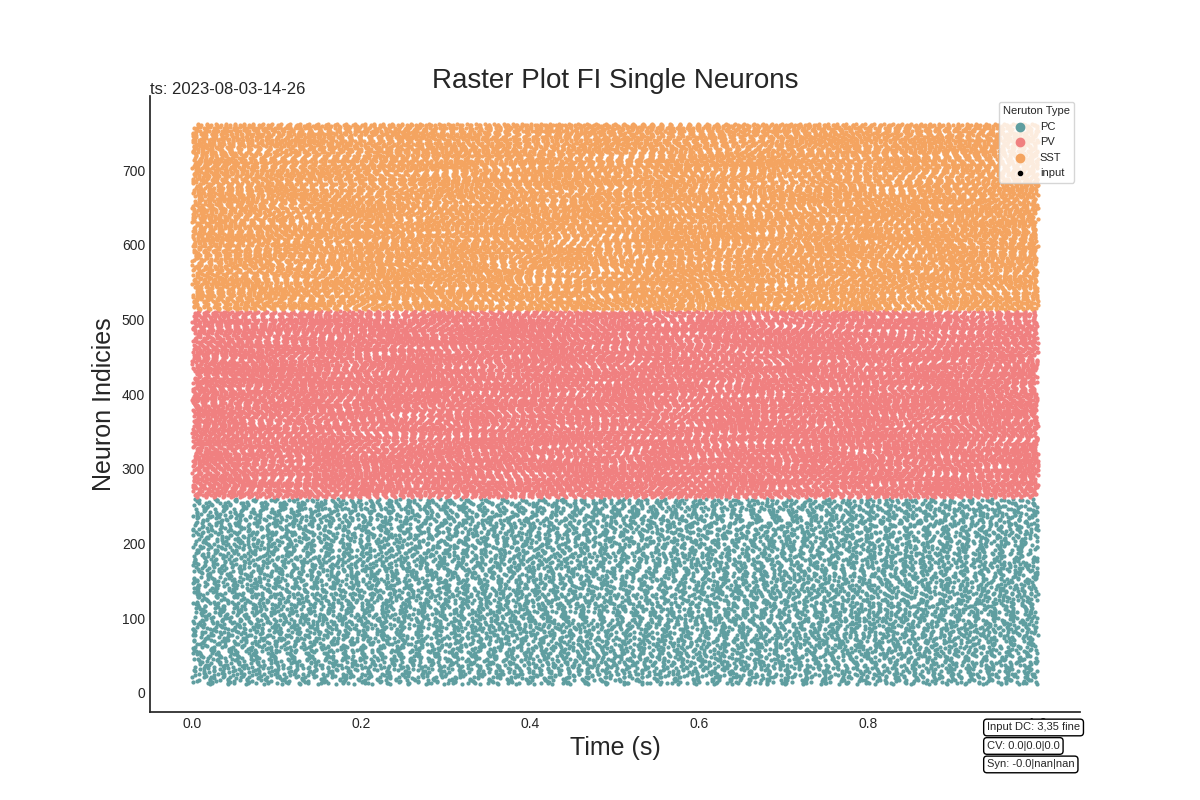 Raster Plot FI Single Neurons
ts: 2023-08-03-14-26
Neruton Type
PC
PV
SST
input
Neuron Indicies
700
600
500
400
300
200
100
0
0.0
0.2
0.4
0.6
0.8
Time (s)
Input DC: 3,35 fine
CV: 0.0|0.0|0.0
Syn: -0.0|nan|nan